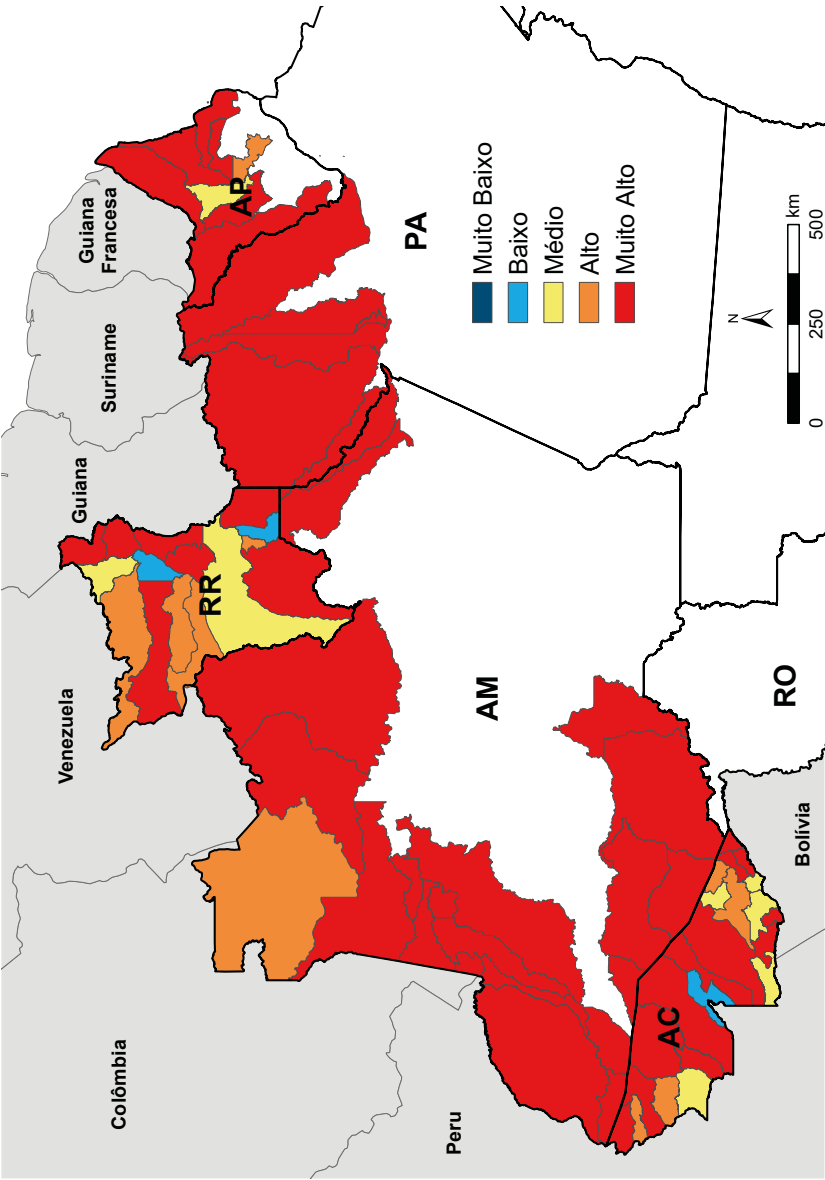 Guiana
Francesa
Suriname
Guiana
Venezuela
Colômbia
Peru
Bolívia
AP
PA
RR
AM
AC
RO
Muito Baixo
Baixo
Médio
Alto
Muito Alto
N
0 250 500 km